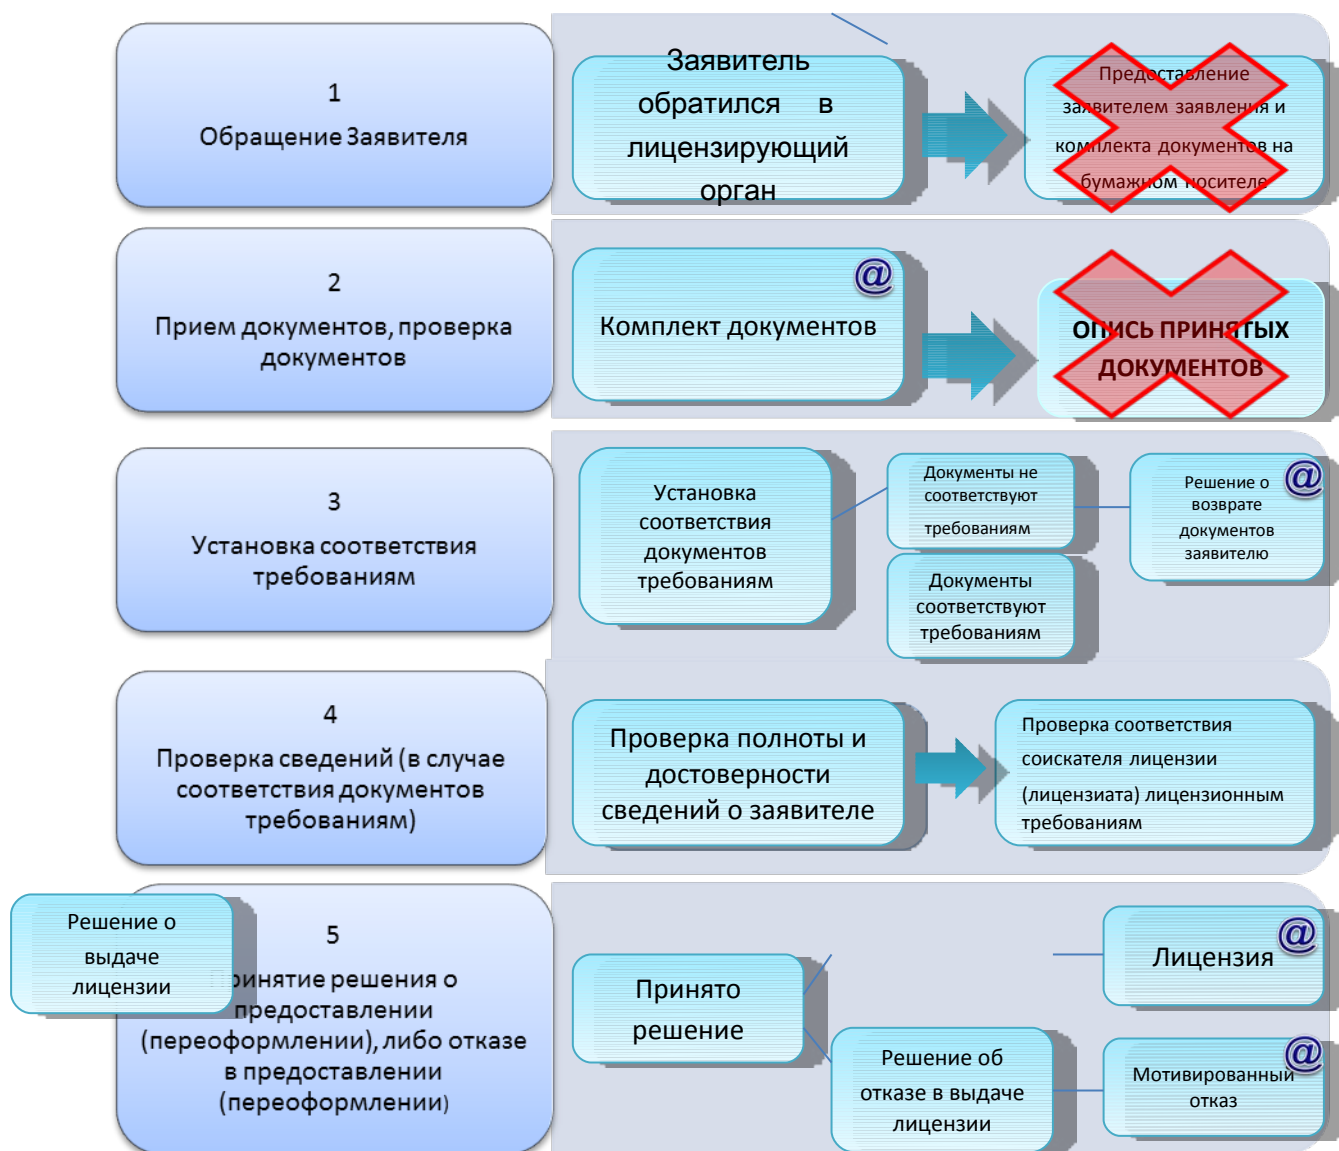 1
Обращение Заявителя
Заявитель
обратился в
лицензирующий
орган
Предоставление
заявителем заявления и
комплекта документов на
бумажном носителе
2
Прием документов, проверка
документов
@
Комплект документов
ОПИСЬ ПРИНЯТЫХ
ДОКУМЕНТОВ
3
Установка соответствия
требованиям
Установка
соответствия
документов
требованиям
Документы не
соответствуют
требованиям
Документы
соответствуют
требованиям
@
Решение о
возврате
документов
заявителю
4
Проверка сведений (в случае
соответствия документов
требованиям)
Проверка полноты и
достоверности
сведений о заявителе
Проверка соответствия
соискателя лицензии
(лицензиата) лицензионным
требованиям
Решение о
выдаче
лицензии
5
Принятие решения о
предоставлении
(переоформлении), либо отказе
в предоставлении
(переоформлении)
Принято
решение
@
Лицензия
Решение об
отказе в выдаче
лицензии
@
Мотивированный
отказ